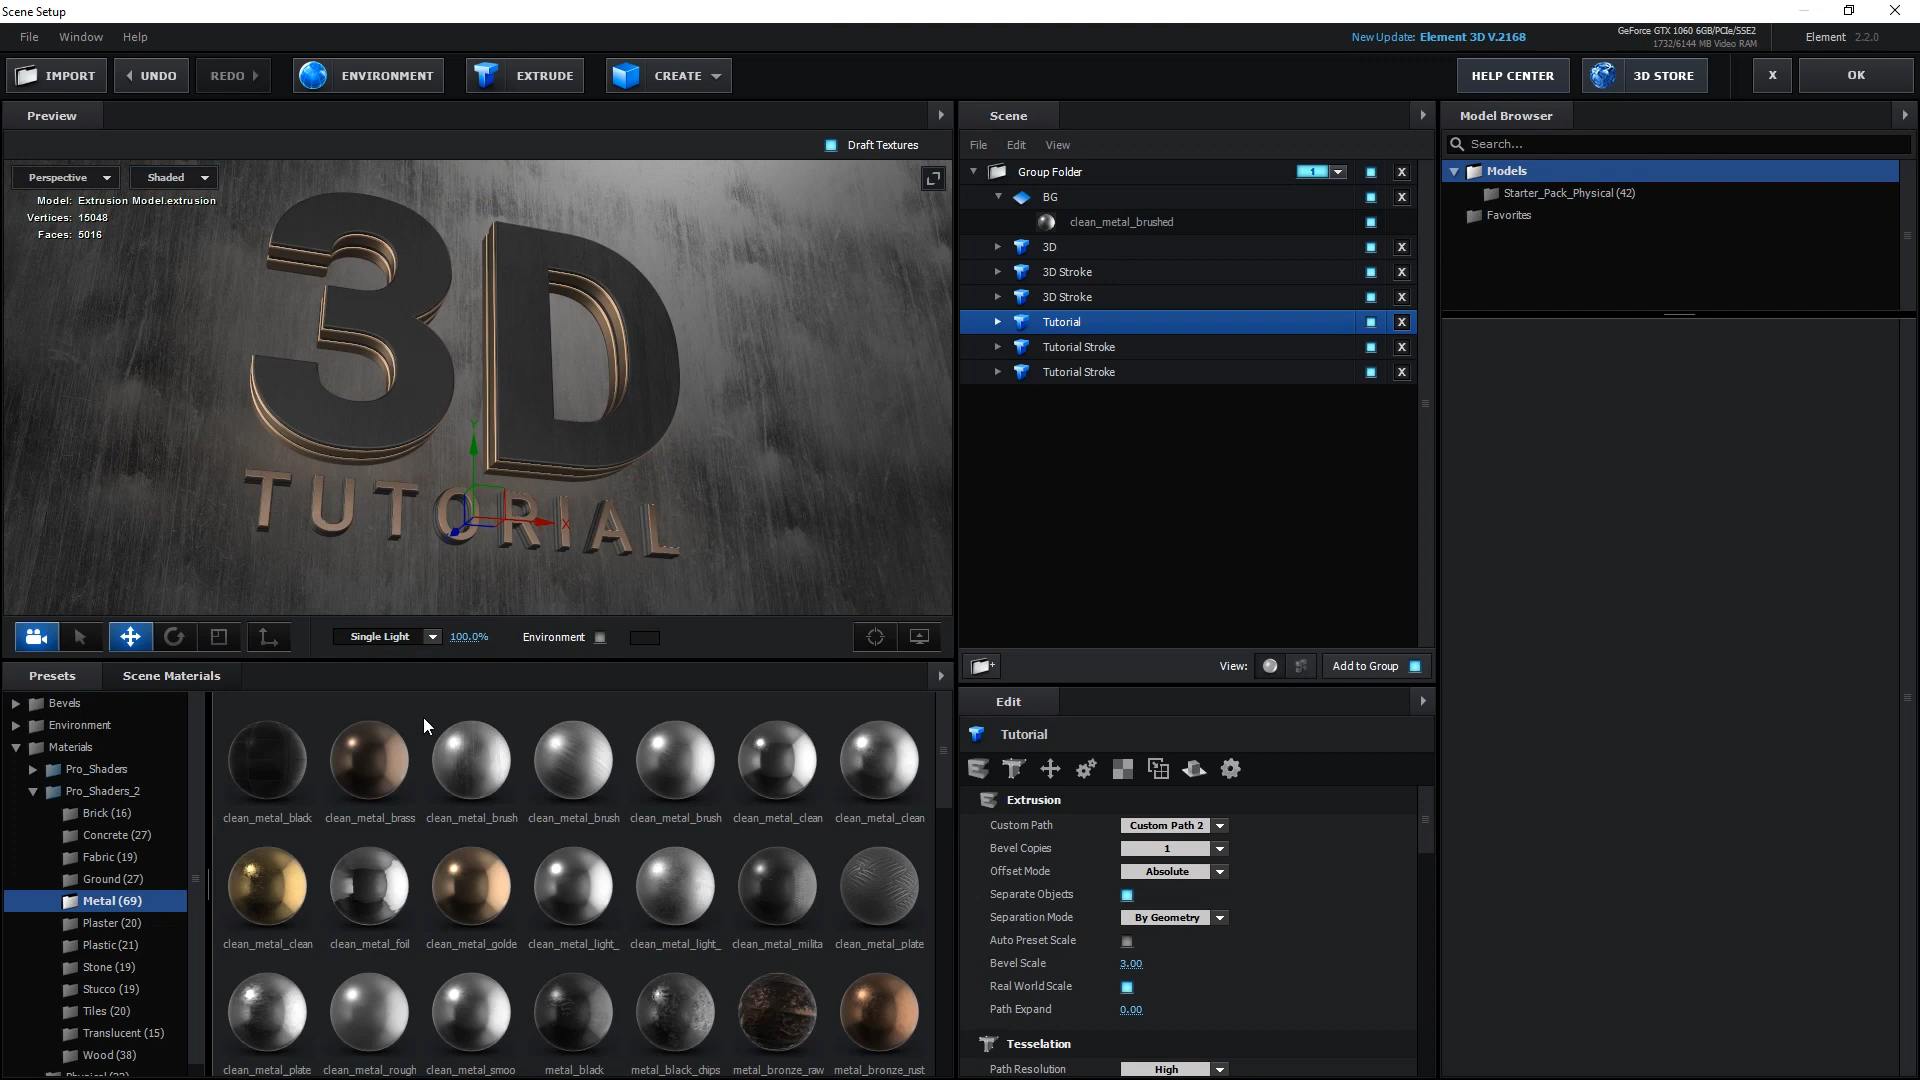 Scene Setup
File Window Help
New Update: Element 3D V.2168
GeForce GTX 1060 6GB/PCIe/SSE2
1732/6144 MB Video RAM
Element 2.2.0
IMPORT UNDO REDO ENVIRONMENT EXTRUDE CREATE HELP CENTER 3D STORE X OK
Preview
Draft Textures
Perspective Shaded
Model: Extrusion Model.extrusion
Vertices: 15048
Faces: 5016
3D
TUTORIAL
Y
X
Single Light 100.0% Environment
Scene
File Edit View
Group Folder 1 X
BG X
clean_metal_brushed
3D X
3D Stroke X
3D Stroke X
Tutorial X
Tutorial Stroke X
Tutorial Stroke X
View: Add to Group
Model Browser
Search...
Models
Starter_Pack_Physical (42)
Favorites
Presets Scene Materials
Bevels
Environment
Materials
Pro_Shaders
Pro_Shaders_2
Brick (16)
Concrete (27)
Fabric (19)
Ground (27)
Metal (69)
Plaster (20)
Plastic (21)
Stone (19)
Stucco (19)
Tiles (20)
Translucent (15)
Wood (38)
clean_metal_black clean_metal_brass clean_metal_brush clean_metal_brush clean_metal_brush clean_metal_clean clean_metal_clean
clean_metal_clean clean_metal_foil clean_metal_golde clean_metal_light_ clean_metal_light_ clean_metal_milita clean_metal_plate
clean_metal_plate clean_metal_rough clean_metal_smoo metal_black metal_black_chips metal_bronze_raw metal_bronze_rust
Edit
Tutorial
Extrusion
Custom Path Custom Path 2
Bevel Copies 1
Offset Mode Absolute
Separate Objects
Separation Mode By Geometry
Auto Preset Scale
Bevel Scale 3.00
Real World Scale
Path Expand 0.00
Tesselation
Path Resolution High